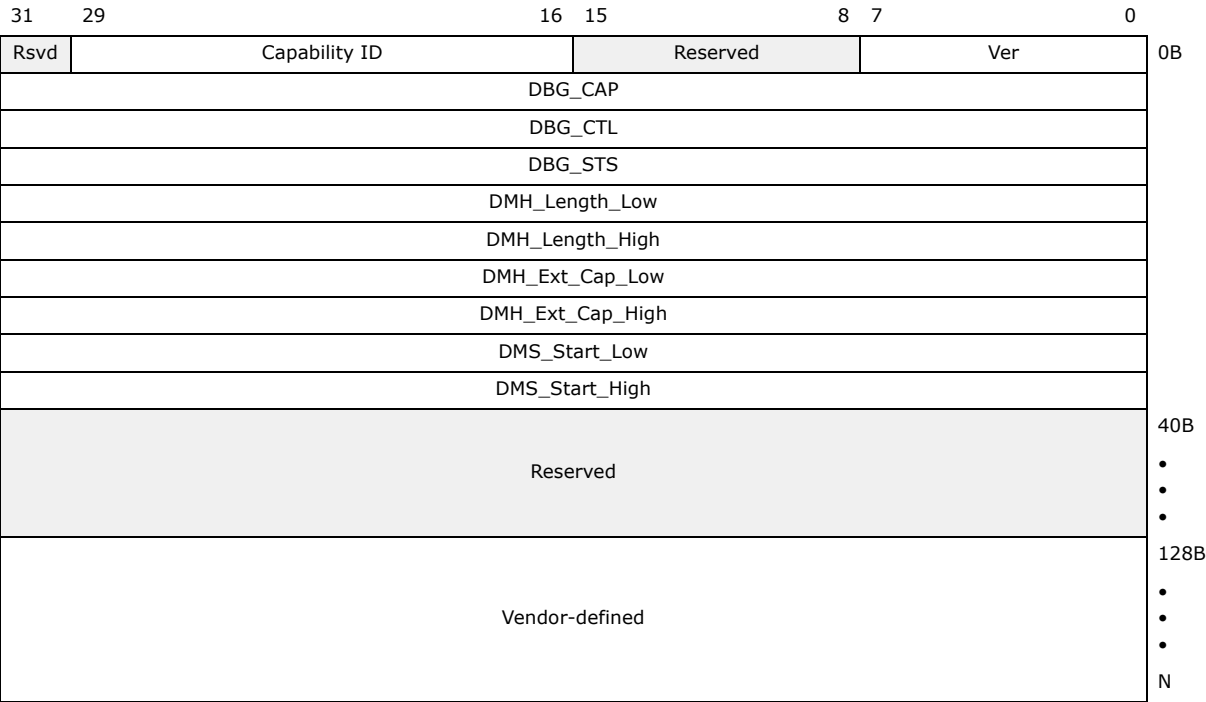 31 29 16 15 8 7 0
Rsvd Capability ID Reserved Ver 0B
DBG_CAP
DBG_CTL
DBG_STS
DMH_Length_Low
DMH_Length_High
DMH_Ext_Cap_Low
DMH_Ext_Cap_High
DMS_Start_Low
DMS_Start_High
40B
Reserved
128B
Vendor-defined
N